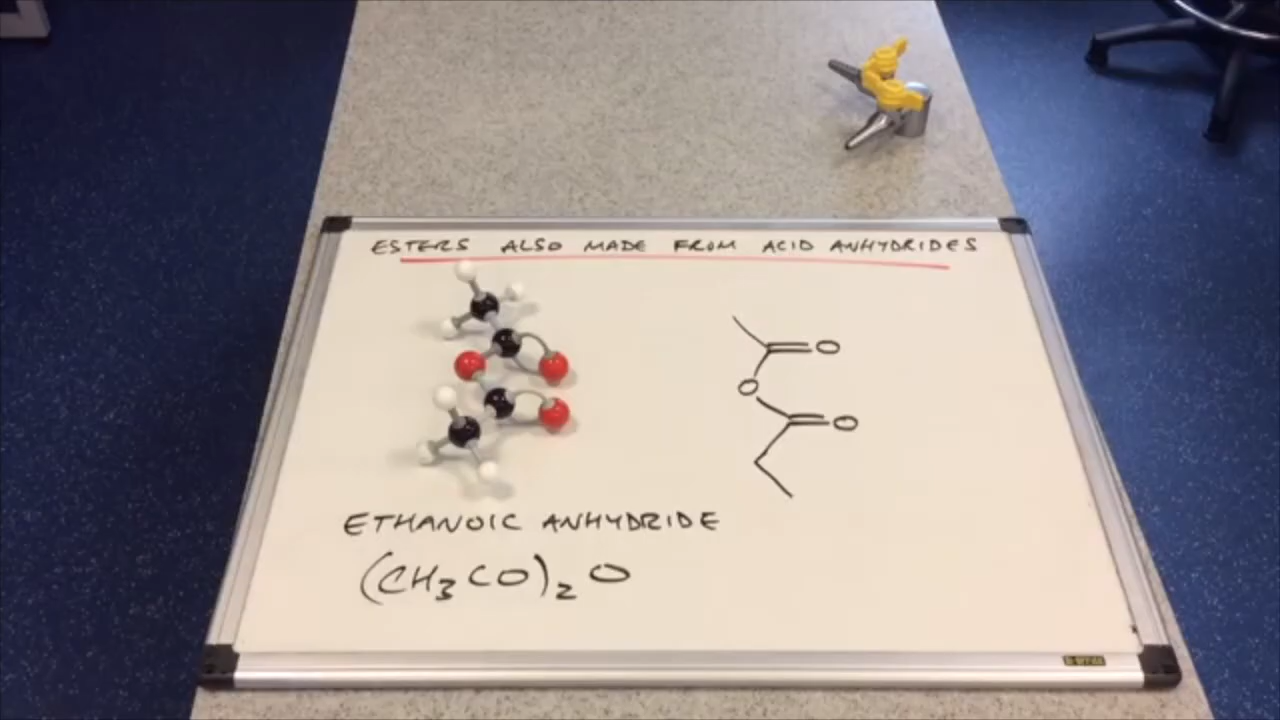 ESTERS ALSO MADE FROM ACID ANHYDRIDES
O
O
O
ETHANOIC ANHYDRIDE
(CH₃CO)₂O